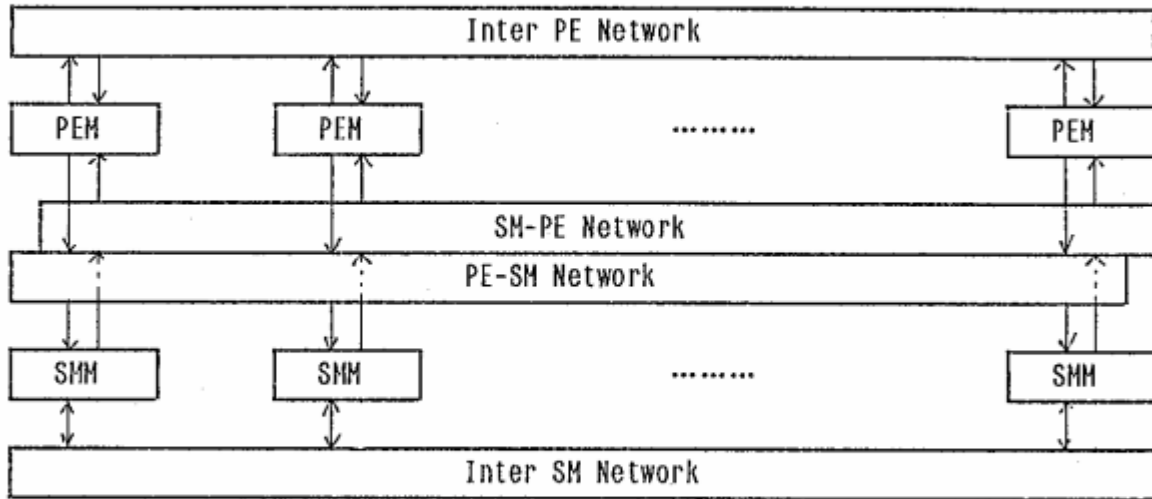 Inter PE Network
PEM PEM ……… PEM
SM-PE Network
PE-SM Network
SMM SMM ……… SMM
Inter SM Network